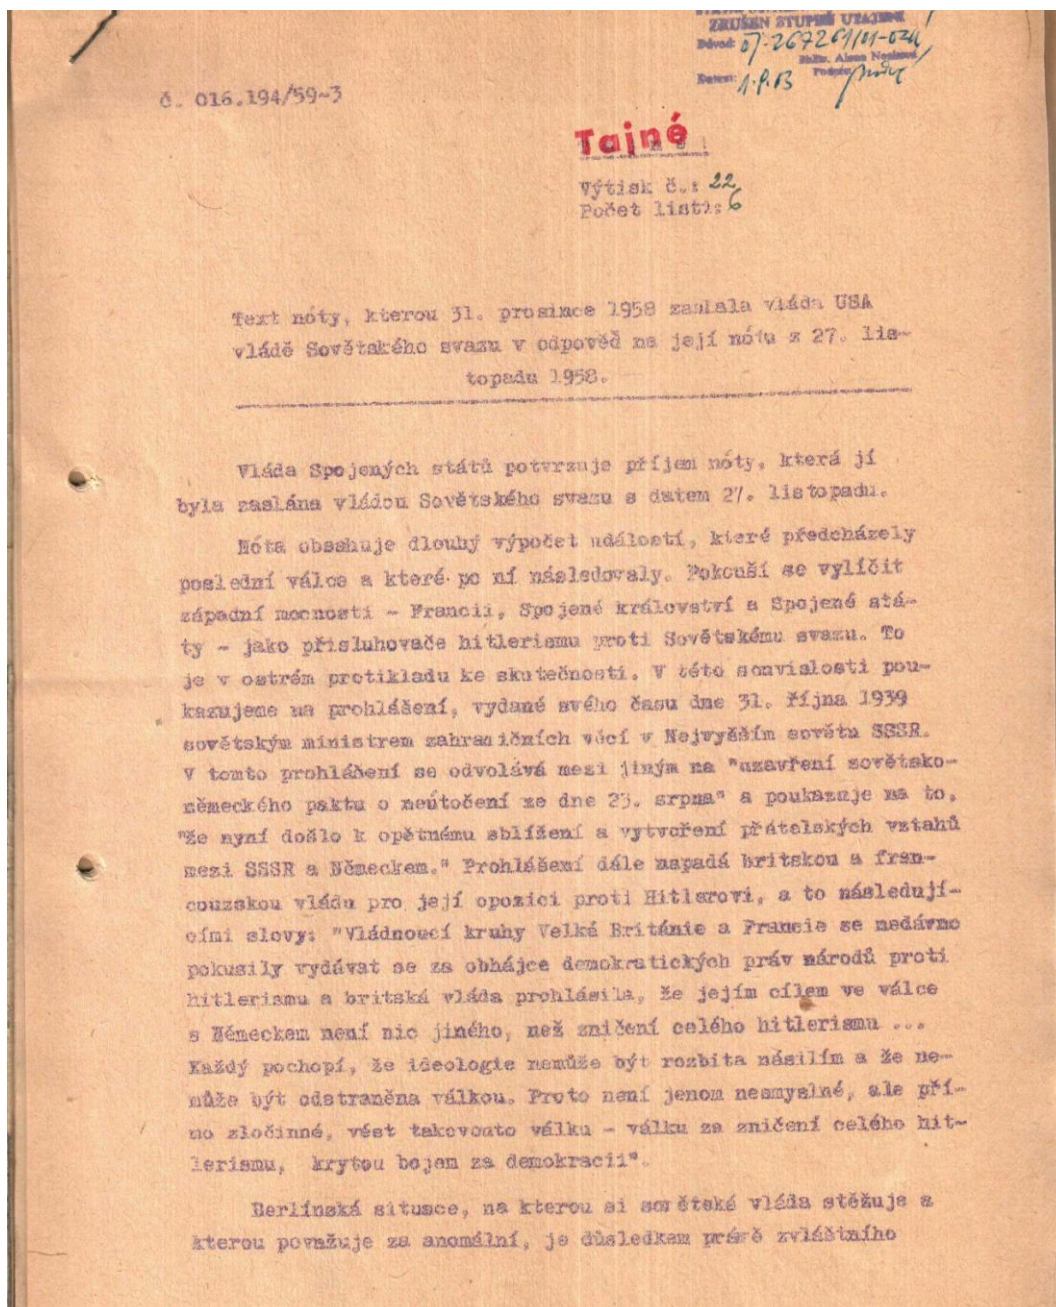 ZRUŠEN STUPEŇ UTAJENÍ
Důvod: 07-267261/01-
Datum: Podpis:
č. 016.194/59-3
Tajné
Výtisk č.: 22
Počet listů: 6
Text nóty, kterou 31. prosince 1958 zaslala vláda USA
vládě Sovětského svazu v odpověď na její nótu z 27. lis-
topadu 1958.
Vláda Spojených států potvrzuje příjem nóty, která jí
byla zaslána vládou Sovětského svazu s datem 27. listopadu.
Nóta obsahuje dlouhý výpočet událostí, které předcházely
poslední válce a které po ní následovaly. Pokouší se vylíčit
západní mocnosti - Francii, Spojené království a Spojené stá-
ty - jako přisluhovače hitlerismu proti Sovětskému svazu. To
je v ostrém protikladu ke skutečnosti. V této souvislosti pou-
kazujeme na prohlášení, vydané svého času dne 31. října 1939
sovětským ministrem zahraničních věcí v Nejvyšším sovětu SSSR.
V tomto prohlášení se odvolává mezi jiným na "uzavření sovětsko-
německého paktu o neútočení ze dne 23. srpna" a poukazuje na to,
"že nyní došlo k opětnému sblížení a vytvoření přátelských vztahů
mezi SSSR a Německem." Prohlášení dále napadá britskou a fran-
couzskou vládu pro její opozici proti Hitlerovi, a to následují-
cími slovy: "Vládnoucí kruhy Velké Británie a Francie se nedávno
pokusily vydávat se za obhájce demokratických práv národů proti
hitlerismu a britská vláda prohlásila, že jejím cílem ve válce
s Německem není nic jiného, než zničení celého hitlerismu ...
Každý pochopí, že ideologie nemůže být rozbita násilím a že ne-
může být odstraněna válkou. Proto není jenom nesmyslné, ale pří-
mo zločinné, vést takovouto válku - válku za zničení celého hit-
lerismu, krytou bojem za demokracii".
Berlínská situace, na kterou si sovětská vláda stěžuje a
kterou považuje za anomální, je důsledkem právě zvláštního